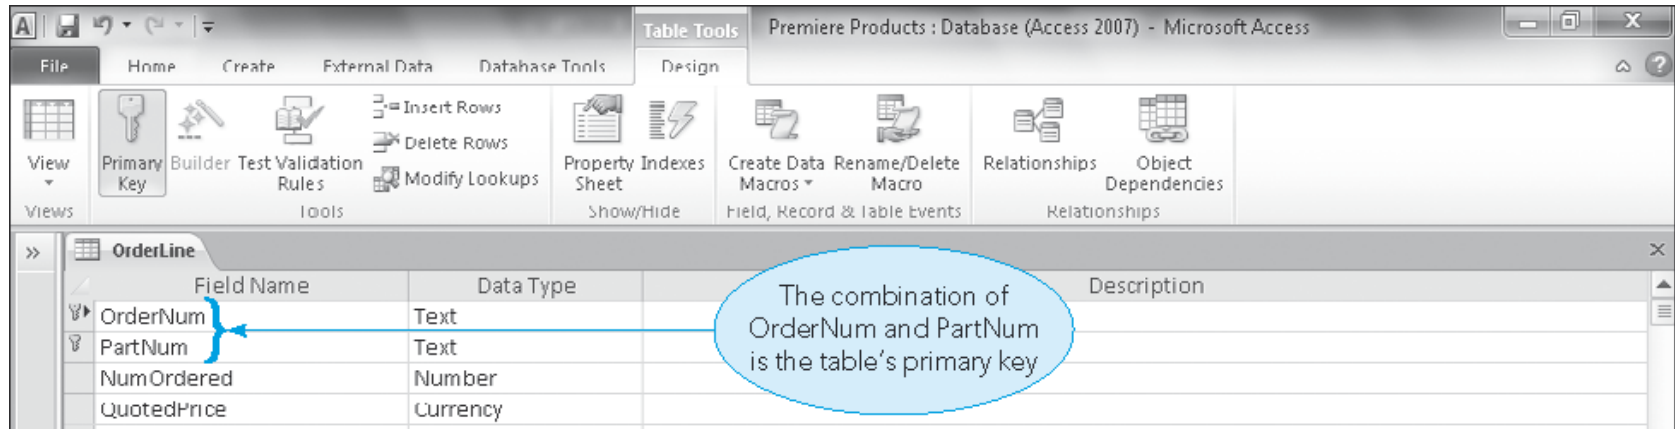 A
Table Tools Premiere Products : Database (Access 2007) - Microsoft Access
File Home Create External Data Database Tools Design
View
Primary Key
Builder
Test Validation Rules
Insert Rows
Delete Rows
Modify Lookups
Property Sheet
Indexes
Create Data Macros
Rename/Delete Macro
Relationships
Object Dependencies
Views Tools Show/Hide Field, Record & Table Events Relationships
OrderLine
Field Name Data Type Description
OrderNum Text
PartNum Text
NumOrdered Number
QuotedPrice Currency
The combination of
OrderNum and PartNum
is the table's primary key